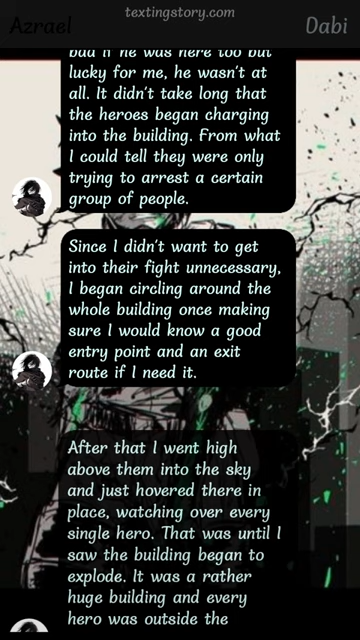 textingstory.com
Azrael
Dabi
bad if he was here too but
lucky for me, he wasn't at
all. It didn't take long that
the heroes began charging
into the building. From what
I could tell they were only
trying to arrest a certain
group of people.
Since I didn't want to get
into their fight unnecessary,
I began circling around the
whole building once making
sure I would know a good
entry point and an exit
route if I need it.
After that I went high
above them into the sky
and just hovered there in
place, watching over every
single hero. That was until I
saw the building began to
explode. It was a rather
huge building and every
hero was outside the